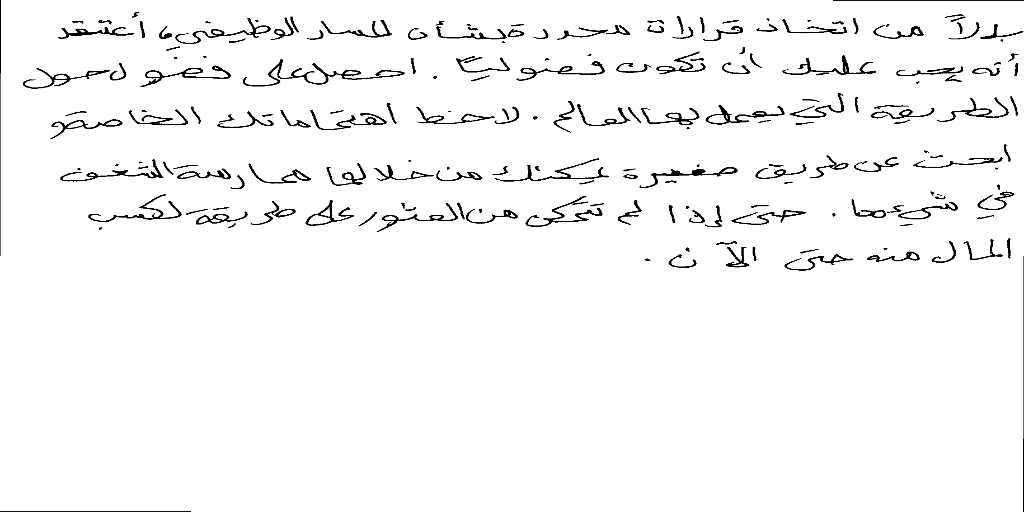 بدلاً من اتخاذ قرارات محددة بشأن المسار الوظيفي، أعتقد
أنه يجب عليك أن تكون فضوليًا. احصل على فضول حول
الطريقة التي يعمل بها العالم. لاحظ اهتماماتك الخاصة و
ابحث عن طريق صغيرة يمكنك من خلالها ممارسة الشغف
في شيء ما. حتى إذا لم تتمكن من العثور على طريقة لكسب
المال منه حتى الآن.